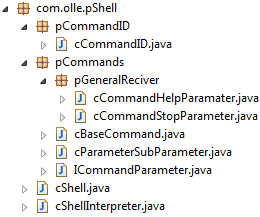 com.olle.pShell
pCommandID
cCommandID.java
pCommands
pGeneralReciver
cCommandHelpParamater.java
cCommandStopParameter.java
cBaseCommand.java
cParameterSubParameter.java
ICommandParameter.java
cShell.java
cShellInterpreter.java